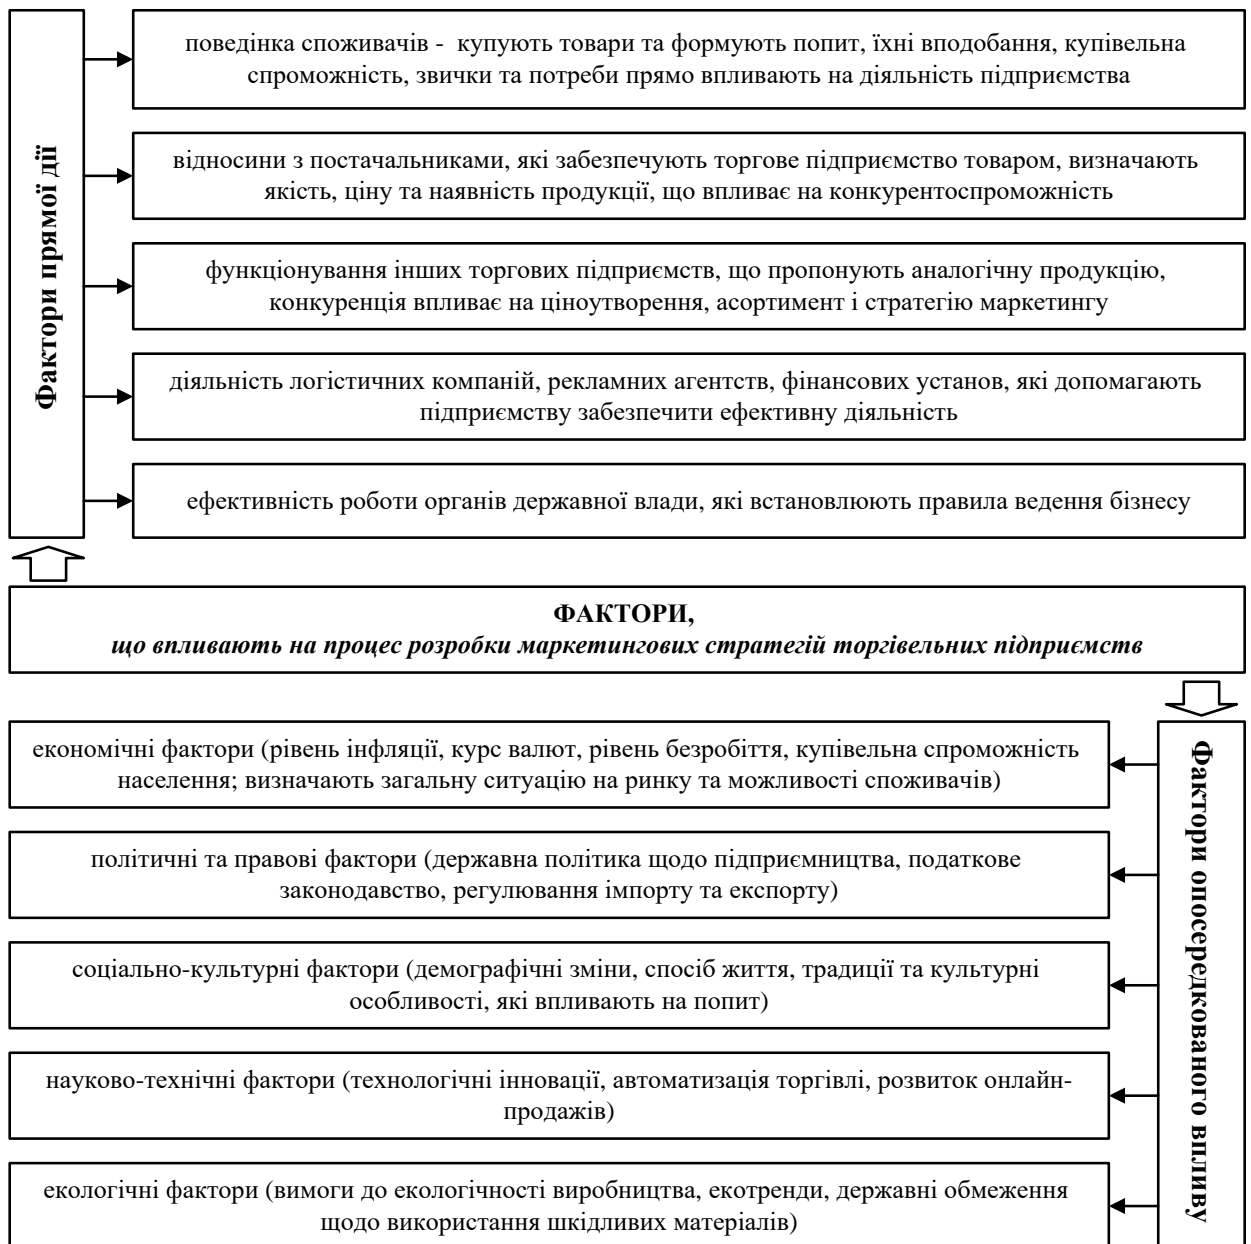 Фактори прямої дії
поведінка споживачів - купують товари та формують попит, їхні вподобання, купівельна
спроможність, звички та потреби прямо впливають на діяльність підприємства
відносини з постачальниками, які забезпечують торгове підприємство товаром, визначають
якість, ціну та наявність продукції, що впливає на конкурентоспроможність
функціонування інших торгових підприємств, що пропонують аналогічну продукцію,
конкуренція впливає на ціноутворення, асортимент і стратегію маркетингу
діяльність логістичних компаній, рекламних агентств, фінансових установ, які допомагають
підприємству забезпечити ефективну діяльність
ефективність роботи органів державної влади, які встановлюють правила ведення бізнесу
ФАКТОРИ,
що впливають на процес розробки маркетингових стратегій торгівельних підприємств
економічні фактори (рівень інфляції, курс валют, рівень безробіття, купівельна спроможність
населення; визначають загальну ситуацію на ринку та можливості споживачів)
політичні та правові фактори (державна політика щодо підприємництва, податкове
законодавство, регулювання імпорту та експорту)
соціально-культурні фактори (демографічні зміни, спосіб життя, традиції та культурні
особливості, які впливають на попит)
науково-технічні фактори (технологічні інновації, автоматизація торгівлі, розвиток онлайн-
продажів)
екологічні фактори (вимоги до екологічності виробництва, екотренди, державні обмеження
щодо використання шкідливих матеріалів)
Фактори опосередкованого впливу